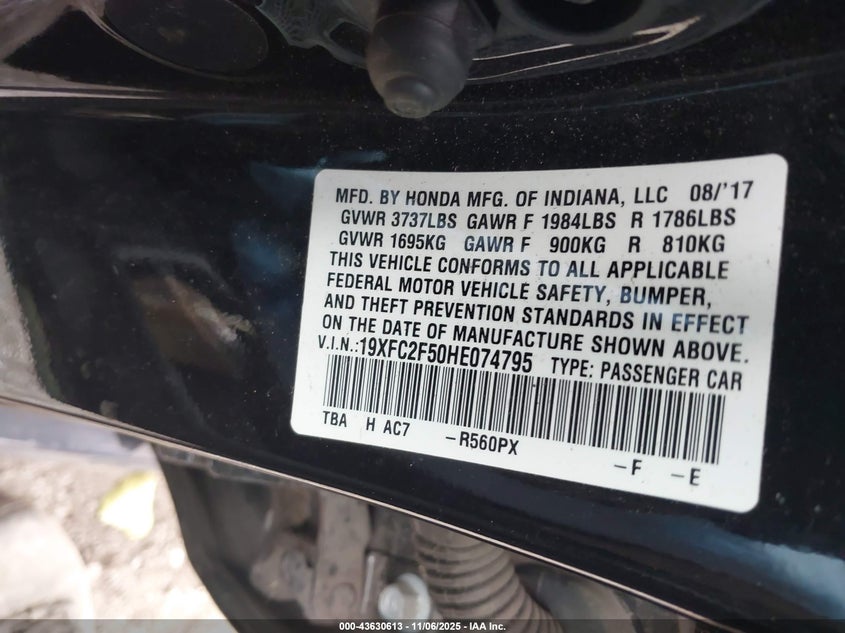 MFD. BY HONDA MFG. OF INDIANA, LLC 08/'17
GVWR 3737LBS GAWR F 1984LBS R 1786LBS
GVWR 1695KG GAWR F 900KG R 810KG
THIS VEHICLE CONFORMS TO ALL APPLICABLE
FEDERAL MOTOR VEHICLE SAFETY, BUMPER,
AND THEFT PREVENTION STANDARDS IN EFFECT
ON THE DATE OF MANUFACTURE SHOWN ABOVE.
V.I.N.:19XFC2F50HE074795 TYPE: PASSENGER CAR
TBA H AC7 –R560PX –F –E
000-43630613 - 11/06/2025 - IAA Inc.